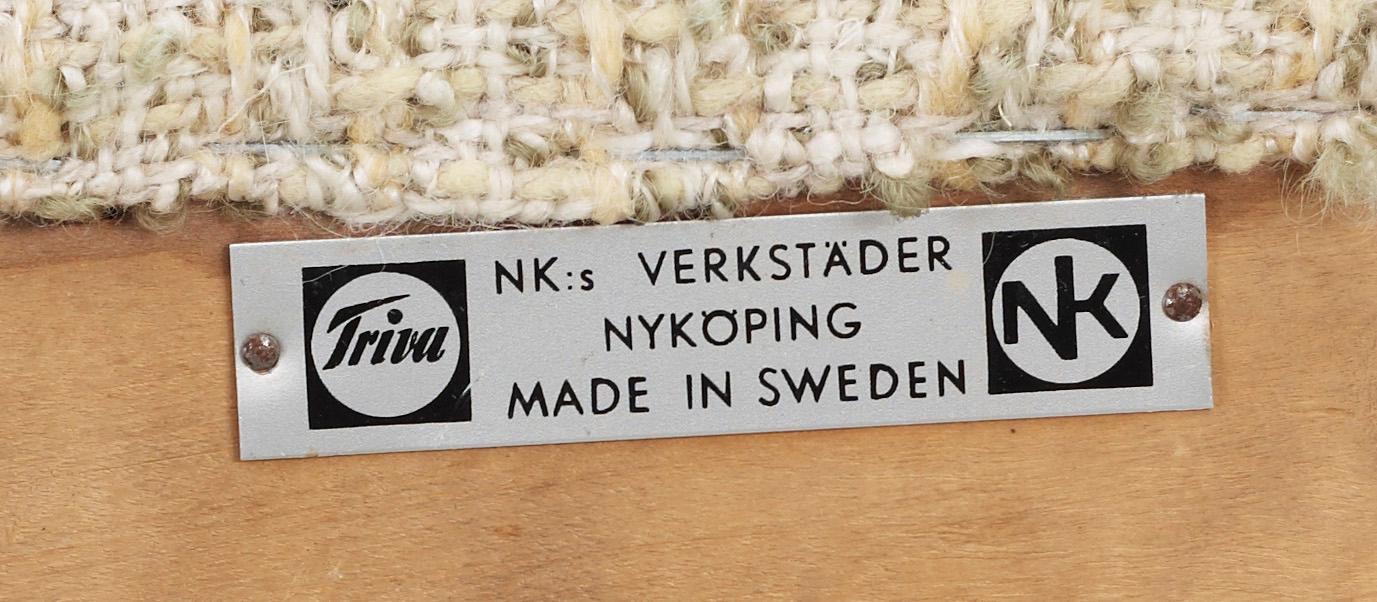 Triva
NK:s VERKSTÄDER
NYKÖPING
MADE IN SWEDEN
NK